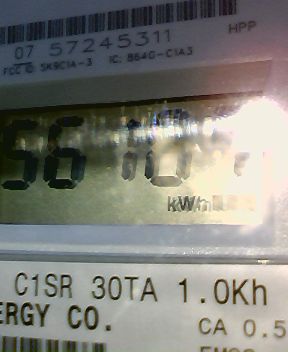 07 57245311 HPP
FCC ID: SK9C1A-3 IC: 864G-C1A3
kWh
C1SR 30TA 1.0Kh
ERGY CO. CA 0.5